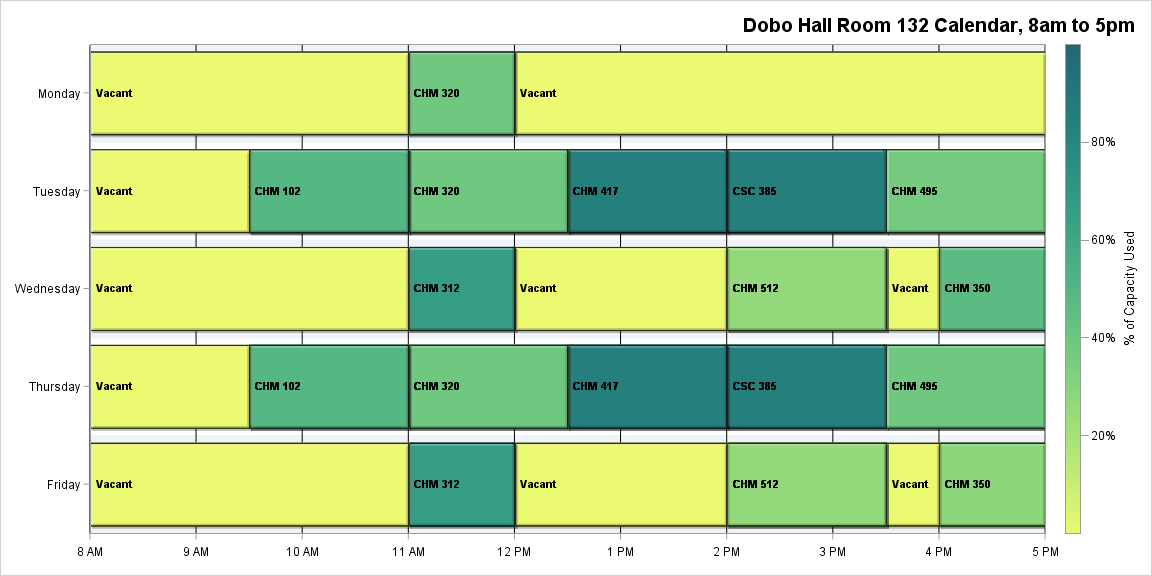 Dobo Hall Room 132 Calendar, 8am to 5pm
Monday
Vacant
CHM 320
Vacant
Tuesday
Vacant
CHM 102
CHM 320
CHM 417
CSC 385
CHM 495
Wednesday
Vacant
CHM 312
Vacant
CHM 512
Vacant
CHM 350
Thursday
Vacant
CHM 102
CHM 320
CHM 417
CSC 385
CHM 495
Friday
Vacant
CHM 312
Vacant
CHM 512
Vacant
CHM 350
8 AM
9 AM
10 AM
11 AM
12 PM
1 PM
2 PM
3 PM
4 PM
5 PM
80%
60%
40%
20%
% of Capacity Used